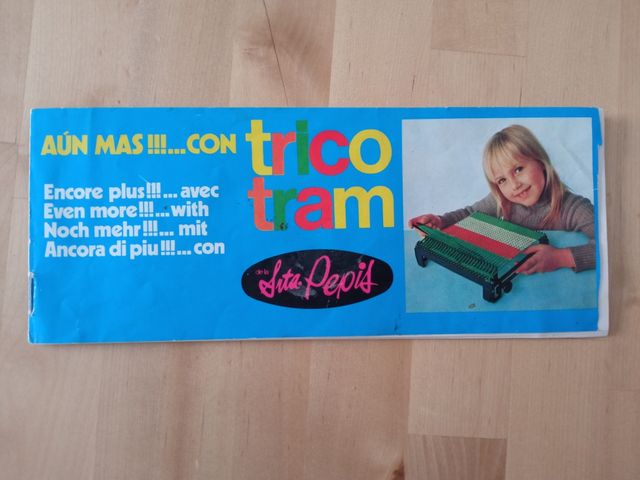 AÚN MAS!!!...CON
Encore plus!!!... avec
Even more!!!...with
Noch mehr!!!... mit
Ancora di piu!!!... con
trico
tram
de la Srta. Pepis